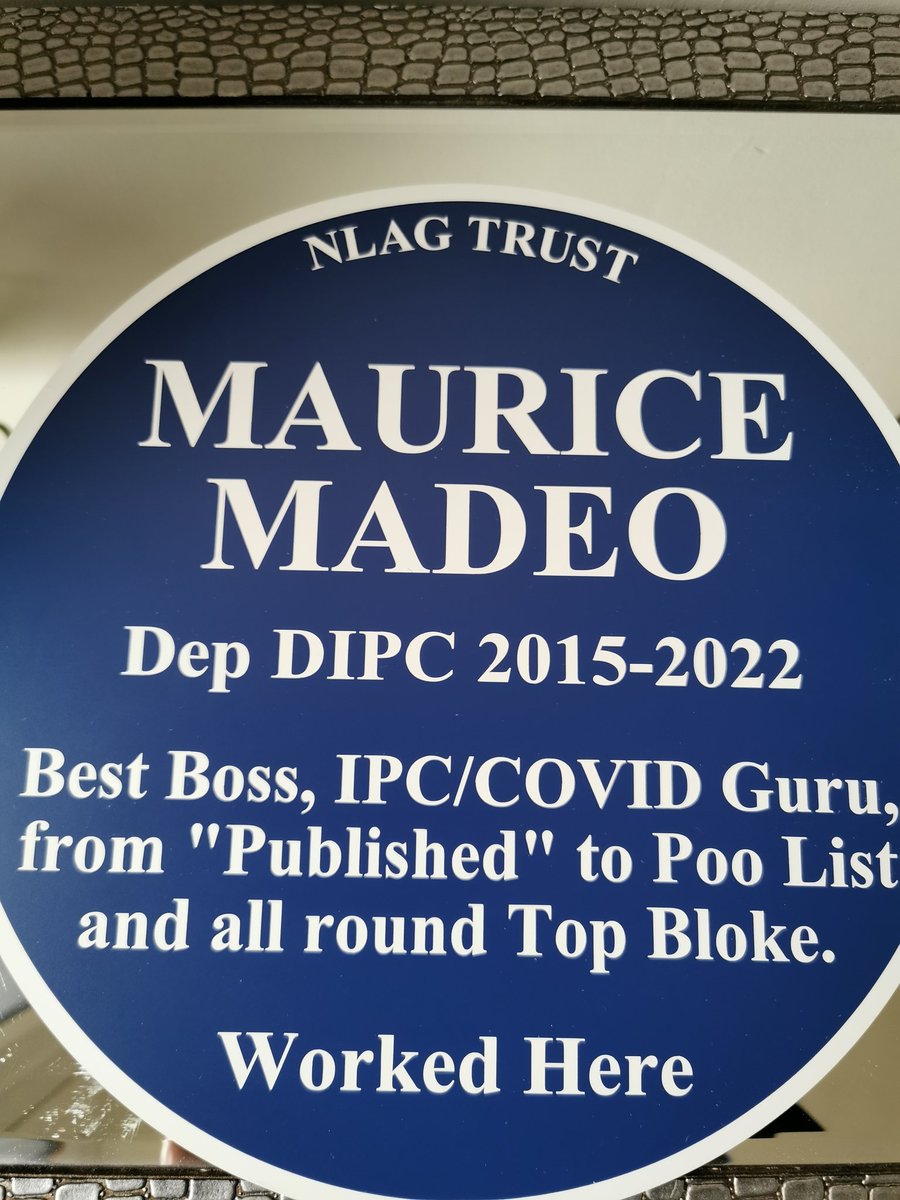 NLAG TRUST
MAURICE
MADEO
Dep DIPC 2015-2022
Best Boss, IPC/COVID Guru,
from "Published" to Poo List
and all round Top Bloke.
Worked Here